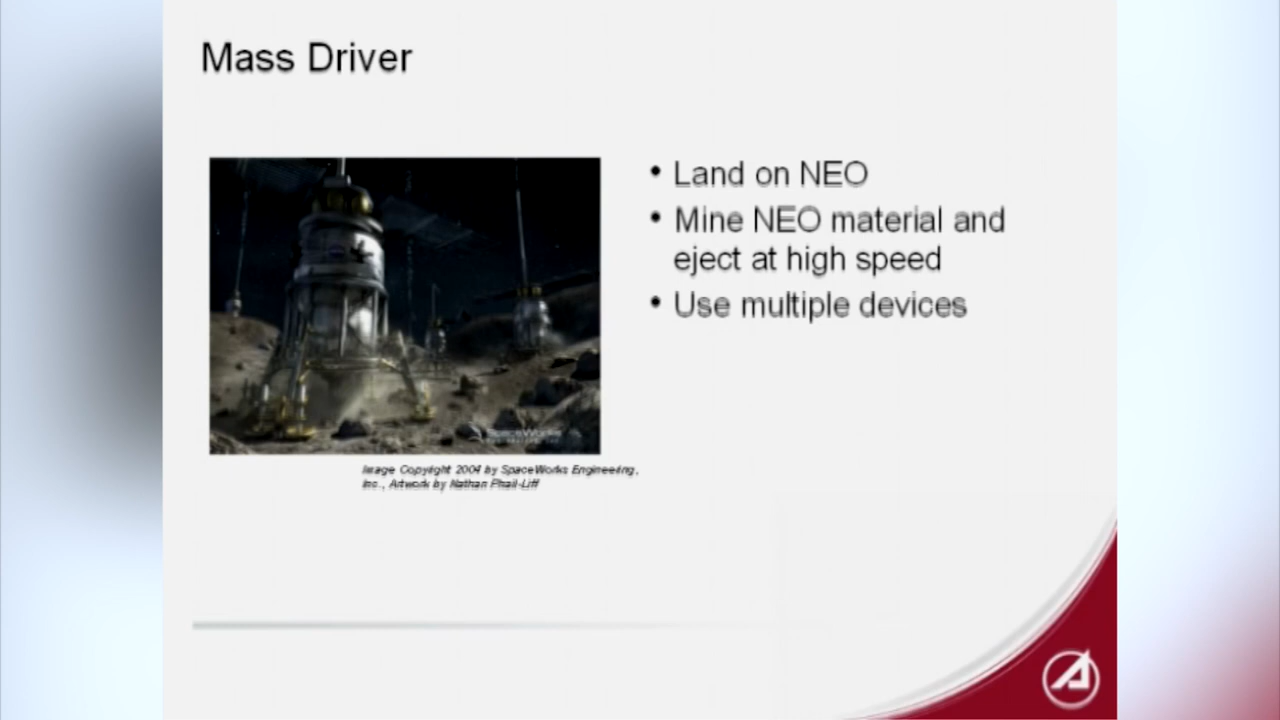 Mass Driver
• Land on NEO
• Mine NEO material and
eject at high speed
• Use multiple devices
SpaceWorks
Image Copyright 2004 by SpaceWorks Engineering,
Inc., Artwork by Nathan Phail-Liff